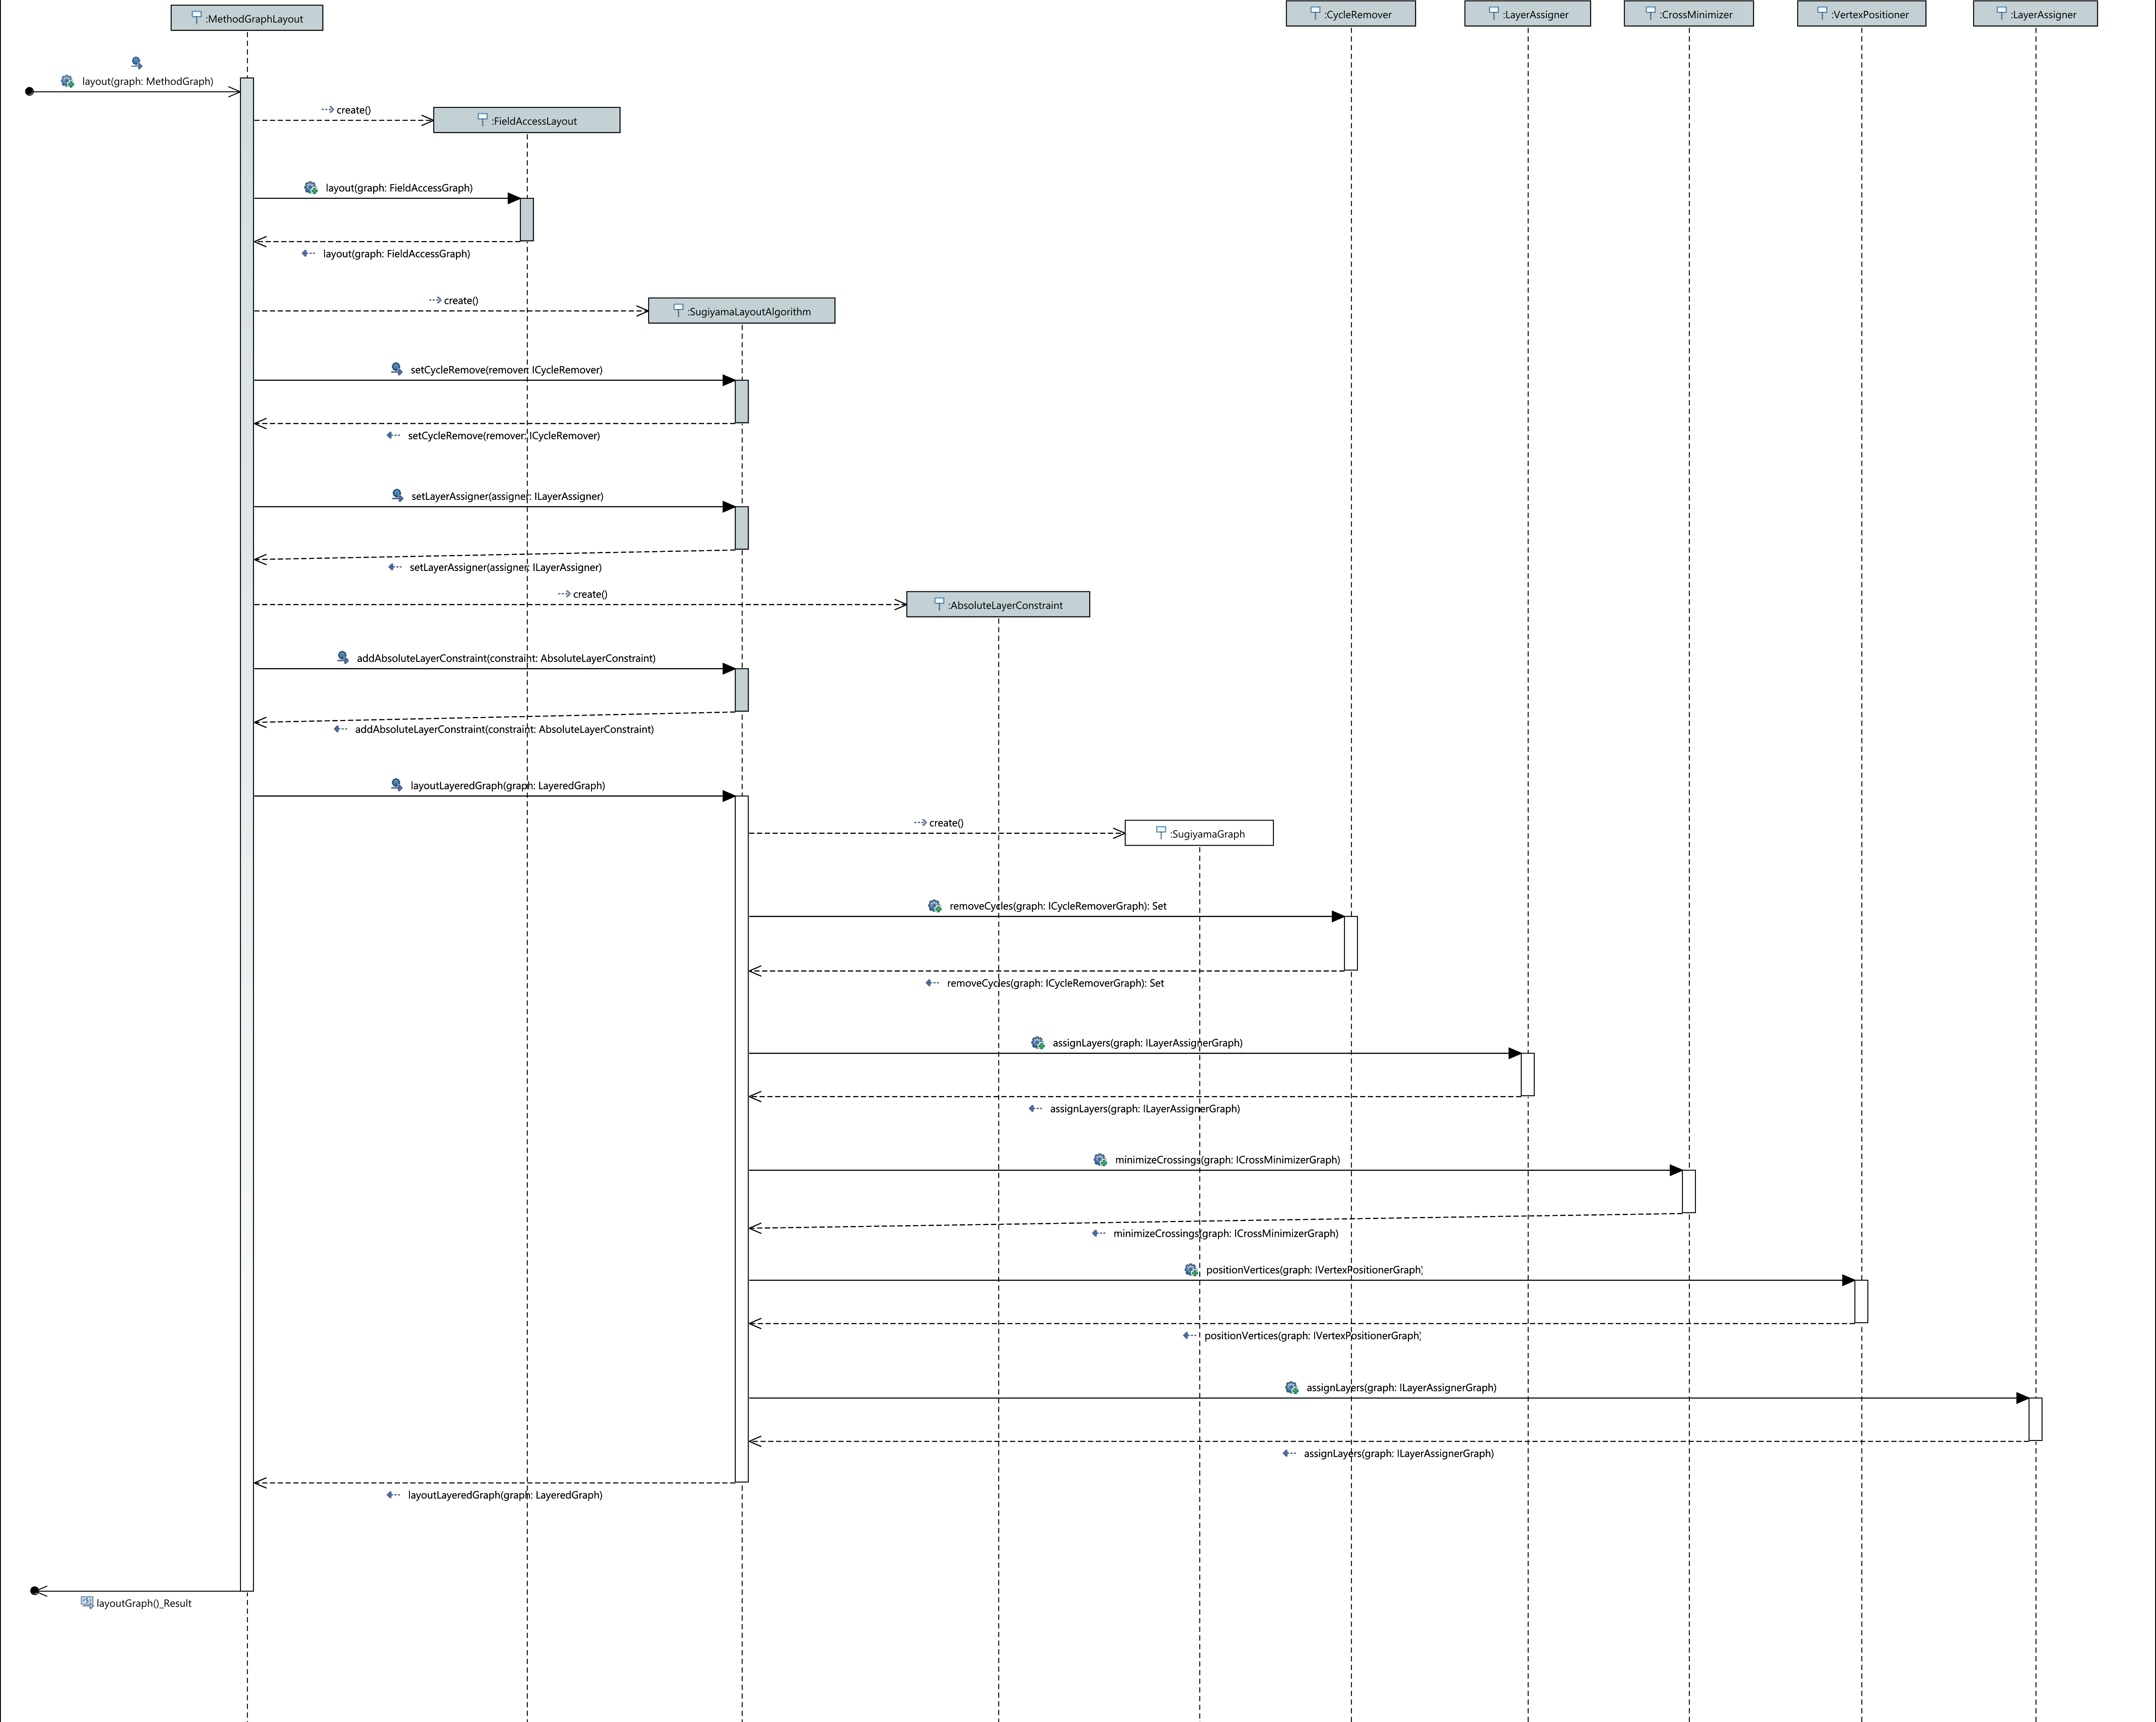 :MethodGraphLayout
:CycleRemover
:LayerAssigner
:CrossMinimizer
:VertexPositioner
:LayerAssigner
layout(graph: MethodGraph)
create()
:FieldAccessLayout
layout(graph: FieldAccessGraph)
layout(graph: FieldAccessGraph)
create()
:SugiyamaLayoutAlgorithm
setCycleRemove(remover: ICycleRemover)
setCycleRemove(remover: ICycleRemover)
setLayerAssigner(assigner: ILayerAssigner)
setLayerAssigner(assigner: ILayerAssigner)
create()
:AbsoluteLayerConstraint
addAbsoluteLayerConstraint(constraint: AbsoluteLayerConstraint)
addAbsoluteLayerConstraint(constraint: AbsoluteLayerConstraint)
layoutLayeredGraph(graph: LayeredGraph)
create()
:SugiyamaGraph
removeCycles(graph: ICycleRemoverGraph): Set
removeCycles(graph: ICycleRemoverGraph): Set
assignLayers(graph: ILayerAssignerGraph)
assignLayers(graph: ILayerAssignerGraph)
minimizeCrossings(graph: ICrossMinimizerGraph)
minimizeCrossings(graph: ICrossMinimizerGraph)
positionVertices(graph: IVertexPositionerGraph)
positionVertices(graph: IVertexPositionerGraph)
assignLayers(graph: ILayerAssignerGraph)
assignLayers(graph: ILayerAssignerGraph)
layoutLayeredGraph(graph: LayeredGraph)
layoutGraph()_Result